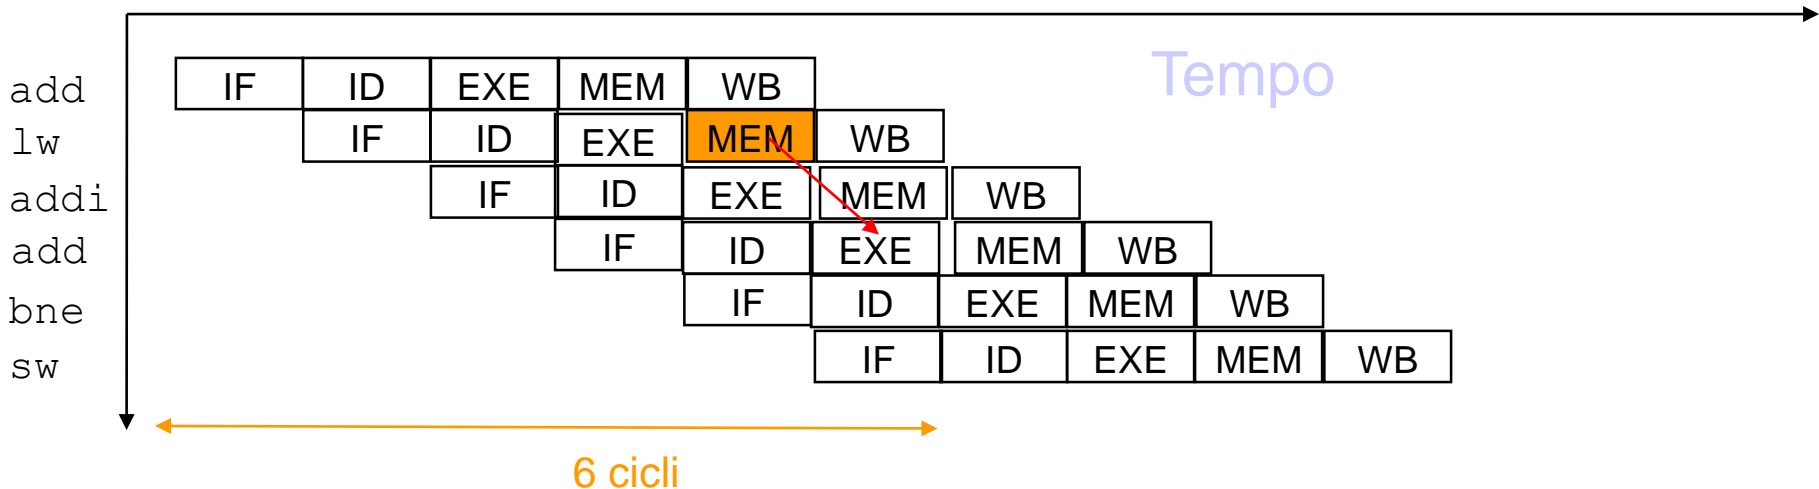 Tempo
add IF ID EXE MEM WB
lw IF ID EXE MEM WB
addi IF ID EXE MEM WB
add IF ID EXE MEM WB
bne IF ID EXE MEM WB
sw IF ID EXE MEM WB
6 cicli